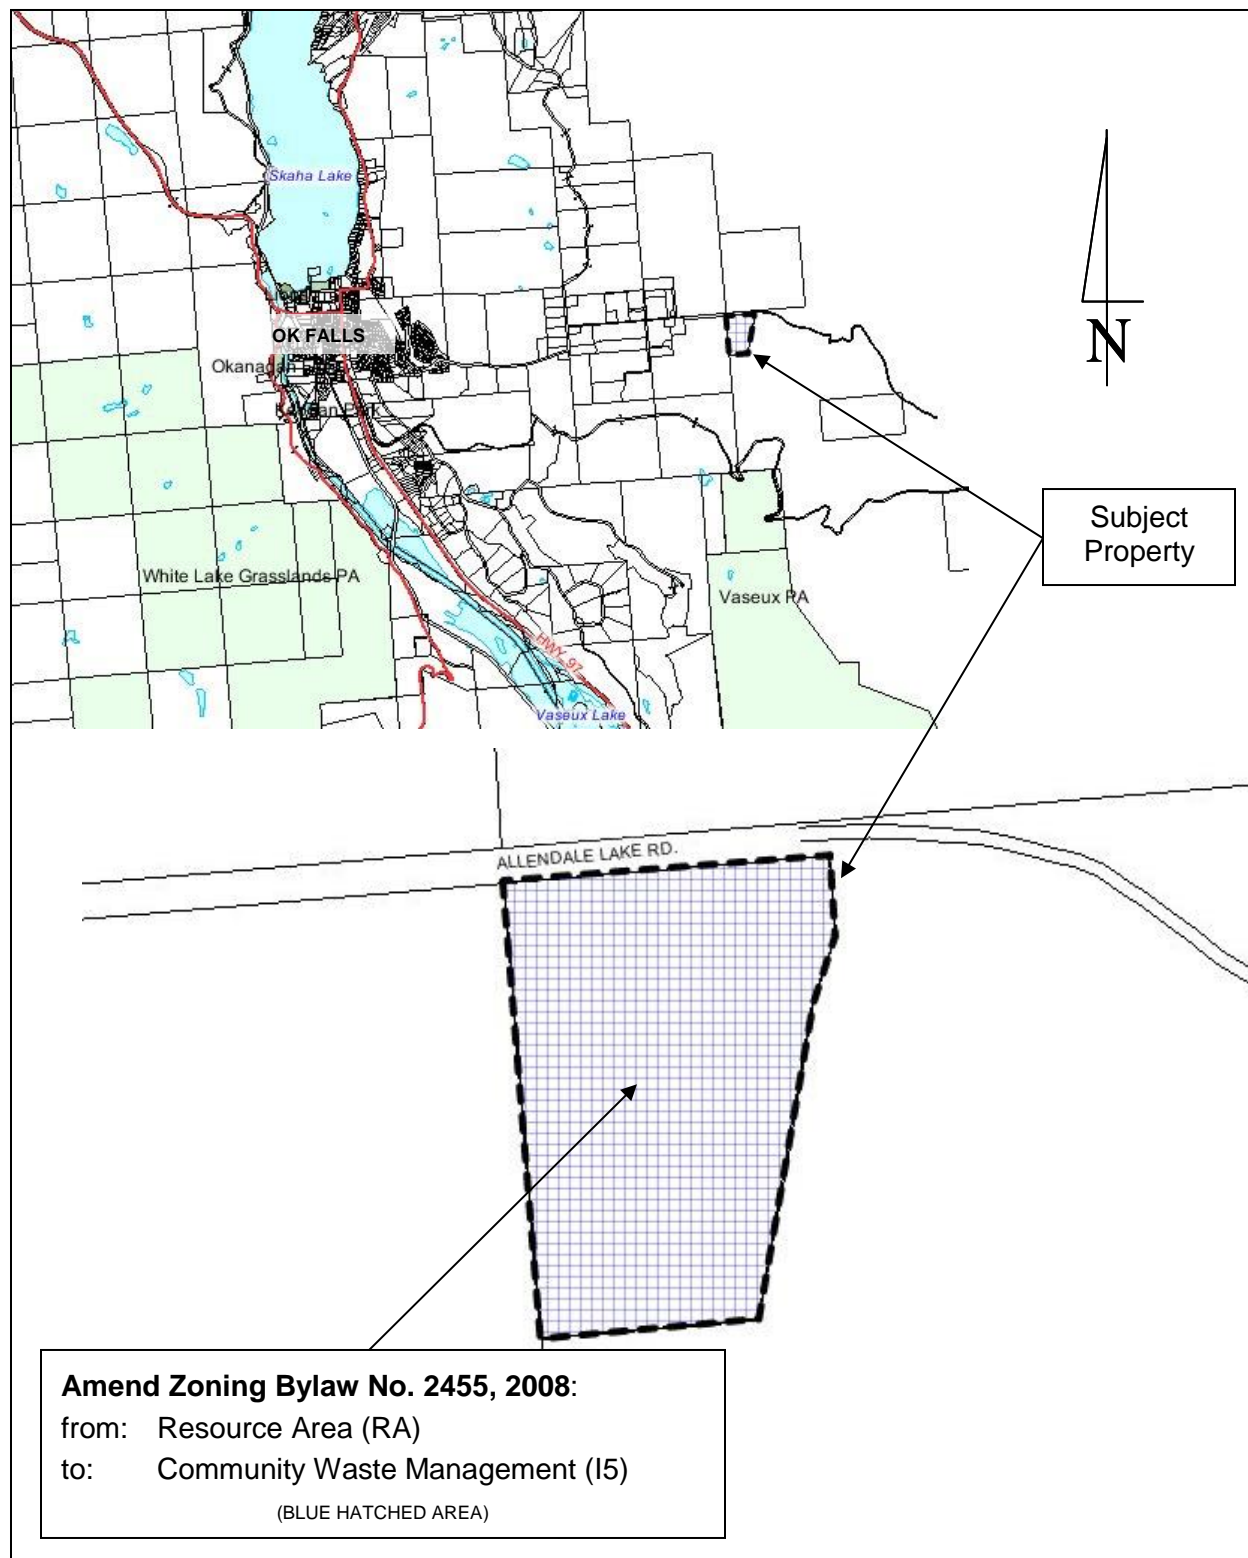 Skaha Lake
OK FALLS
Okanagan
Park
White Lake Grasslands PA
Vaseux PA
HWY 97
Vaseux Lake
N
Subject
Property
ALLENDALE LAKE RD.
Amend Zoning Bylaw No. 2455, 2008:
from: Resource Area (RA)
to: Community Waste Management (I5)
(BLUE HATCHED AREA)